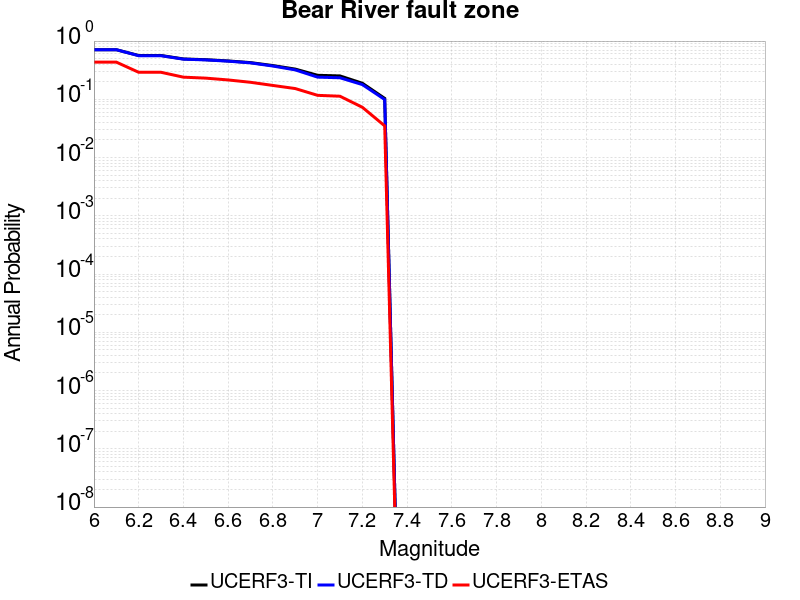 Bear River fault zone
10^0
10^-1
10^-2
10^-3
10^-4
10^-5
10^-6
10^-7
10^-8
Annual Probability
6 6.2 6.4 6.6 6.8 7 7.2 7.4 7.6 7.8 8 8.2 8.4 8.6 8.8 9
Magnitude
UCERF3-TI UCERF3-TD UCERF3-ETAS